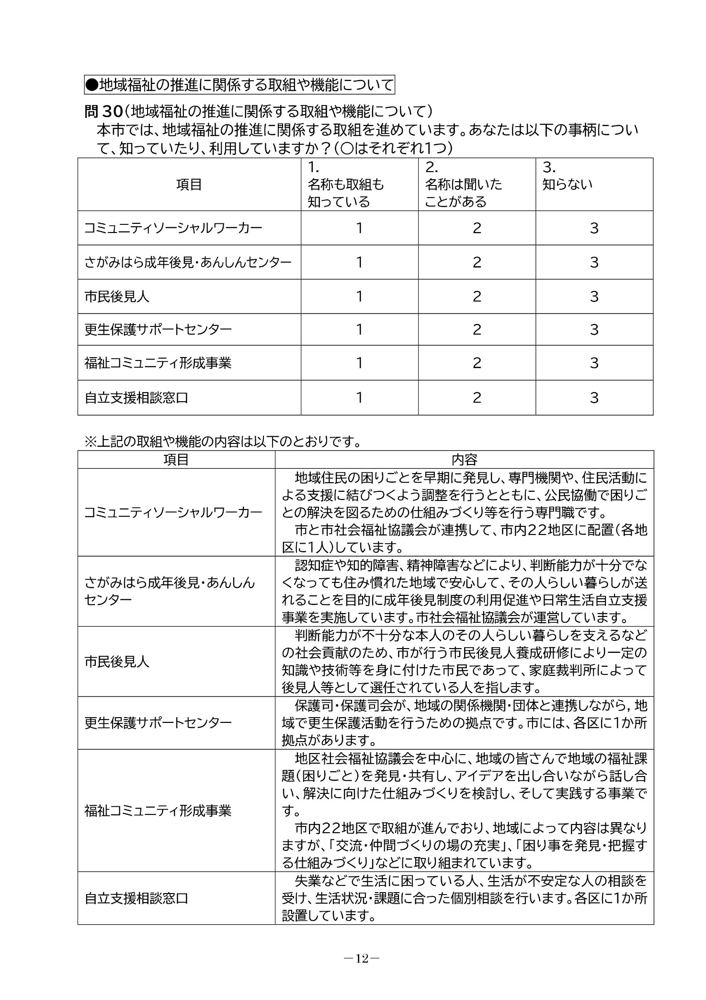 ●地域福祉の推進に関係する取組や機能について
問30（地域福祉の推進に関係する取組や機能について）
本市では、地域福祉の推進に関係する取組を進めています。あなたは以下の事柄につい
て、知っていたり、利用していますか？（○はそれぞれ1つ）
項目
1.
名称も取組も
知っている
2.
名称は聞いた
ことがある
3.
知らない
コミュニティソーシャルワーカー 1 2 3
さがみはら成年後見・あんしんセンター 1 2 3
市民後見人 1 2 3
更生保護サポートセンター 1 2 3
福祉コミュニティ形成事業 1 2 3
自立支援相談窓口 1 2 3
※上記の取組や機能の内容は以下のとおりです。
項目 内容
コミュニティソーシャルワーカー
地域住民の困りごとを早期に発見し、専門機関や、住民活動に
よる支援に結びつくよう調整を行うとともに、公民協働で困りご
との解決を図るための仕組みづくり等を行う専門職です。
市と市社会福祉協議会が連携して、市内22地区に配置（各地
区に1人）しています。
さがみはら成年後見・あんしん
センター
認知症や知的障害、精神障害などにより、判断能力が十分でな
くなっても住み慣れた地域で安心して、その人らしい暮らしが送
れることを目的に成年後見制度の利用促進や日常生活自立支援
事業を実施しています。市社会福祉協議会が運営しています。
市民後見人
判断能力が不十分な本人のその人らしい暮らしを支えるなど
の社会貢献のため、市が行う市民後見人養成研修により一定の
知識や技術等を身に付けた市民であって、家庭裁判所によって
後見人等として選任されている人を指します。
更生保護サポートセンター
保護司・保護司会が、地域の関係機関・団体と連携しながら，地
域で更生保護活動を行うための拠点です。市には、各区に1か所
拠点があります。
福祉コミュニティ形成事業
地区社会福祉協議会を中心に、地域の皆さんで地域の福祉課
題（困りごと）を発見・共有し、アイデアを出し合いながら話し合
い、解決に向けた仕組みづくりを検討し、そして実践する事業で
す。
市内22地区で取組が進んでおり、地域によって内容は異なり
ますが、「交流・仲間づくりの場の充実」、「困り事を発見・把握す
る仕組みづくり」などに取り組まれています。
自立支援相談窓口
失業などで生活に困っている人、生活が不安定な人の相談を
受け、生活状況・課題に合った個別相談を行います。各区に1か所
設置しています。
－12－